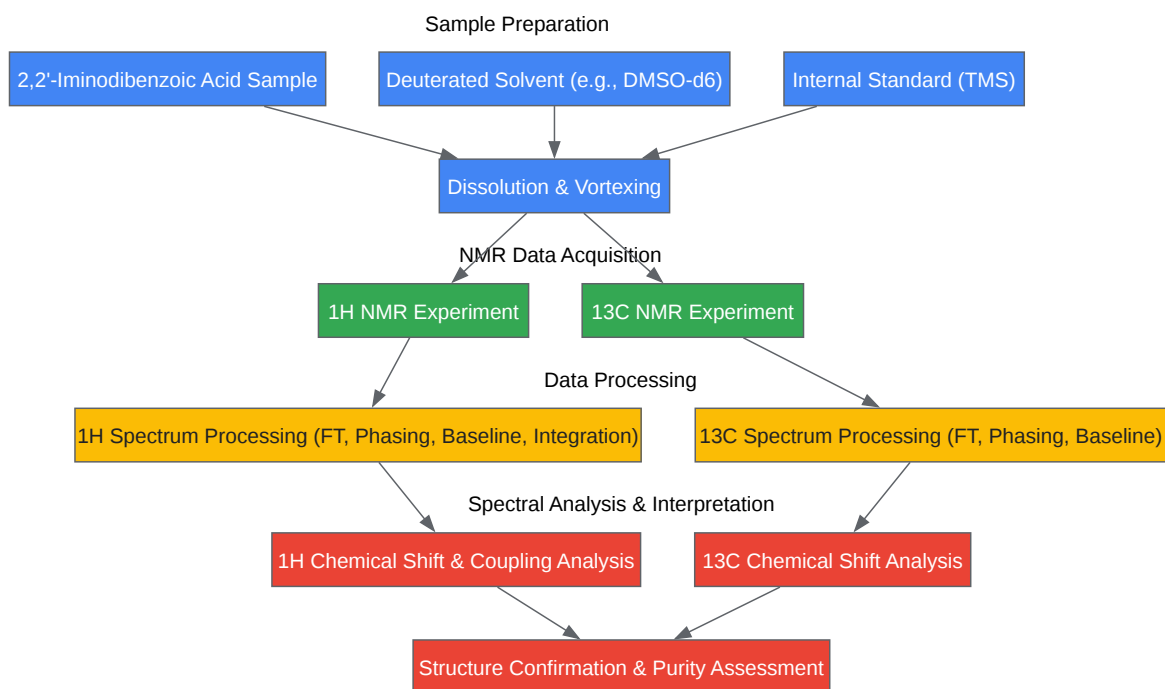 Sample Preparation
2,2'-Iminodibenzoic Acid Sample
Deuterated Solvent (e.g., DMSO-d6)
Internal Standard (TMS)
Dissolution & Vortexing
NMR Data Acquisition
1H NMR Experiment
13C NMR Experiment
Data Processing
1H Spectrum Processing (FT, Phasing, Baseline, Integration)
13C Spectrum Processing (FT, Phasing, Baseline)
Spectral Analysis & Interpretation
1H Chemical Shift & Coupling Analysis
13C Chemical Shift Analysis
Structure Confirmation & Purity Assessment